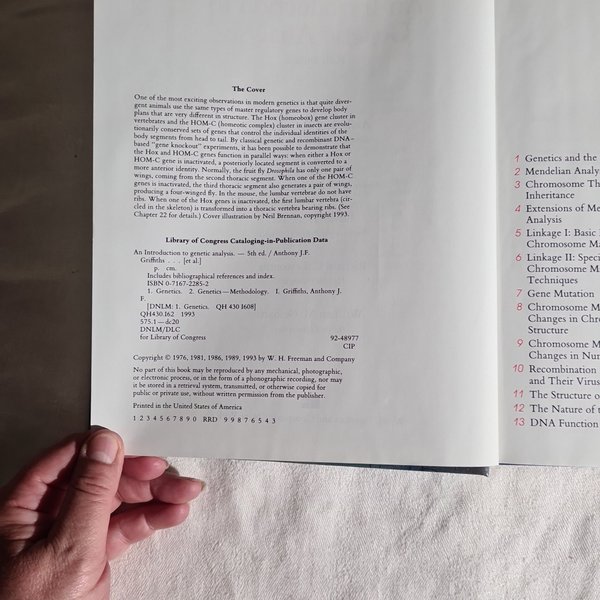 The Cover
One of the most exciting observations in modern genetics is that quite diver-
gent animals use the same types of master regulatory genes to develop body
plans that are very different in structure. The Hox (homeobox) gene cluster in
vertebrates and the HOM-C (homeotic complex) cluster in insects are evolu-
tionarily conserved sets of genes that control the individual identities of the
body segments from head to tail. By classical genetic and recombinant DNA–
based "gene knockout" experiments, it has been possible to demonstrate that
the Hox and HOM-C genes function in parallel ways: when either a Hox or
HOM-C gene is inactivated, a posteriorly located segment is converted to a
more anterior identity. Normally, the fruit fly Drosophila has only one pair of
wings, coming from the second thoracic segment. When one of the HOM-C
genes is inactivated, the third thoracic segment also generates a pair of wings,
producing a four-winged fly. In the mouse, the lumbar vertebrae do not have
ribs. When one of the Hox genes is inactivated, the first lumbar vertebra (cir-
cled in the skeleton) is transformed into a thoracic vertebra bearing ribs. (See
Chapter 22 for details.) Cover illustration by Neil Brennan, copyright 1993.
Library of Congress Cataloging-in-Publication Data
An Introduction to genetic analysis. — 5th ed. / Anthony J.F.
Griffiths . . . [et al.]
p. cm.
Includes bibliographical references and index.
ISBN 0-7167-2285-2
1. Genetics. 2. Genetics—Methodology. I. Griffiths, Anthony J.
F.
[DNLM: 1. Genetics. QH 430 I608]
QH430.I62 1993
575.1—dc20
DNLM/DLC
for Library of Congress 92-48977
CIP
Copyright © 1976, 1981, 1986, 1989, 1993 by W. H. Freeman and Company
No part of this book may be reproduced by any mechanical, photographic,
or electronic process, or in the form of a phonographic recording, nor may
it be stored in a retrieval system, transmitted, or otherwise copied for
public or private use, without written permission from the publisher.
Printed in the United States of America
1 2 3 4 5 6 7 8 9 0 RRD 9 9 8 7 6 5 4 3
1 Genetics and the
2 Mendelian Analy
3 Chromosome Th
Inheritance
4 Extensions of Me
Analysis
5 Linkage I: Basic
Chromosome Ma
6 Linkage II: Speci
Chromosome Ma
Techniques
7 Gene Mutation
8 Chromosome M
Changes in Chr
Structure
9 Chromosome M
Changes in Nu
10 Recombination
and Their Virus
11 The Structure o
12 The Nature of t
13 DNA Function